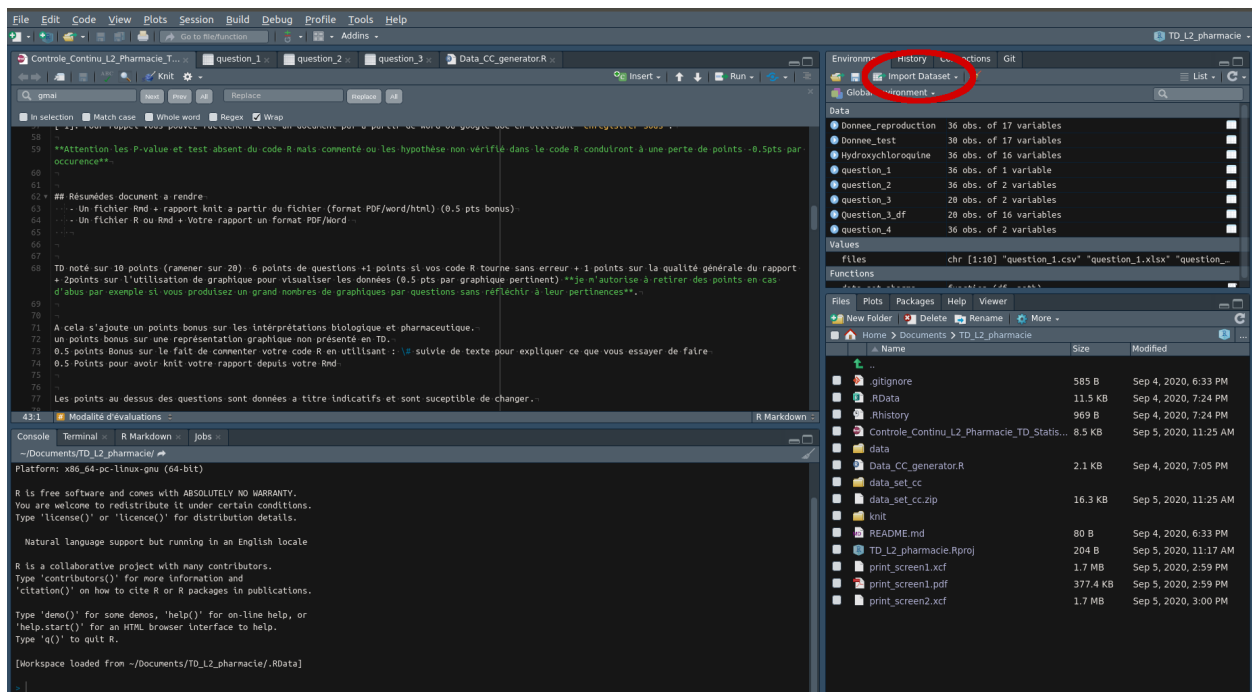 File Edit Code View Plots Session Build Debug Profile Tools Help
Go to file/function Addins
TD_L2_pharmacie
Controle_Continu_L2_Pharmacie_T... question_1 question_2 question_3 Data_CC_generator.R
Knit Insert Run
gmai Next Prev All Replace Replace All
In selection Match case Whole word Regex Wrap
58
59 **Attention les P-value et test absent du code R mais commenté ou les hypothèse non vérifié dans le code R conduiront à une perte de points -0.5pts par
occurence**
60
61
62 ## Résumédes document a rendre
63 - Un fichier Rmd + rapport knit a partir du fichier (format PDF/word/html) (0.5 pts bonus)
64 - Un fichier R ou Rmd + Votre rapport un format PDF/Word
65
66
67
68 TD noté sur 10 points (ramener sur 20) 6 points de questions +1 points si vos code R tourne sans erreur + 1 points sur la qualité générale du rapport
+ 2points sur l'utilisation de graphique pour visualiser les données (0.5 pts par graphique pertinent) **je m'autorise à retirer des points en cas
d'abus par exemple si vous produisez un grand nombres de graphiques par questions sans réfléchir à leur pertinences**.
69
70
71 A cela s'ajoute un points bonus sur les intérprétations biologique et pharmaceutique.
72 un points bonus sur une représentation graphique non présenté en TD.
73 0.5 points Bonus sur le fait de commenter votre code R en utilisant : \# suivie de texte pour expliquer ce que vous essayer de faire
74 0.5 Points pour avoir knit votre rapport depuis votre Rmd
75
76
77 Les points au dessus des questions sont données a titre indicatifs et sont suceptible de changer.
43:1 Modalité d'évaluations R Markdown
Console Terminal R Markdown Jobs
~/Documents/TD_L2_pharmacie/
Platform: x86_64-pc-linux-gnu (64-bit)
R is free software and comes with ABSOLUTELY NO WARRANTY.
You are welcome to redistribute it under certain conditions.
Type 'license()' or 'licence()' for distribution details.
Natural language support but running in an English locale
R is a collaborative project with many contributors.
Type 'contributors()' for more information and
'citation()' on how to cite R or R packages in publications.
Type 'demo()' for some demos, 'help()' for on-line help, or
'help.start()' for an HTML browser interface to help.
Type 'q()' to quit R.
[Workspace loaded from ~/Documents/TD_L2_pharmacie/.RData]
>
Environment History Connections Git
Import Dataset List
Global Environment
Data
Donnee_reproduction 36 obs. of 17 variables
Donnee_test 30 obs. of 17 variables
Hydroxychloroquine 36 obs. of 16 variables
question_1 36 obs. of 1 variable
question_2 36 obs. of 2 variables
question_3 20 obs. of 2 variables
Question_3_df 20 obs. of 16 variables
question_4 36 obs. of 2 variables
Values
files chr [1:10] "question_1.csv" "question_1.xlsx" "question_...
Functions
Files Plots Packages Help Viewer
New Folder Delete Rename More
Home > Documents > TD_L2_pharmacie ...
Name Size Modified
..
.gitignore 585 B Sep 4, 2020, 6:33 PM
.RData 11.5 KB Sep 4, 2020, 7:24 PM
.Rhistory 969 B Sep 4, 2020, 7:24 PM
Controle_Continu_L2_Pharmacie_TD_Statis... 8.5 KB Sep 5, 2020, 11:25 AM
data
Data_CC_generator.R 2.1 KB Sep 4, 2020, 7:05 PM
data_set_cc
data_set_cc.zip 16.3 KB Sep 5, 2020, 11:25 AM
knit
README.md 80 B Sep 4, 2020, 6:33 PM
TD_L2_pharmacie.Rproj 204 B Sep 5, 2020, 11:17 AM
print_screen1.xcf 1.7 MB Sep 5, 2020, 2:59 PM
print_screen1.pdf 377.4 KB Sep 5, 2020, 2:59 PM
print_screen2.xcf 1.7 MB Sep 5, 2020, 3:00 PM